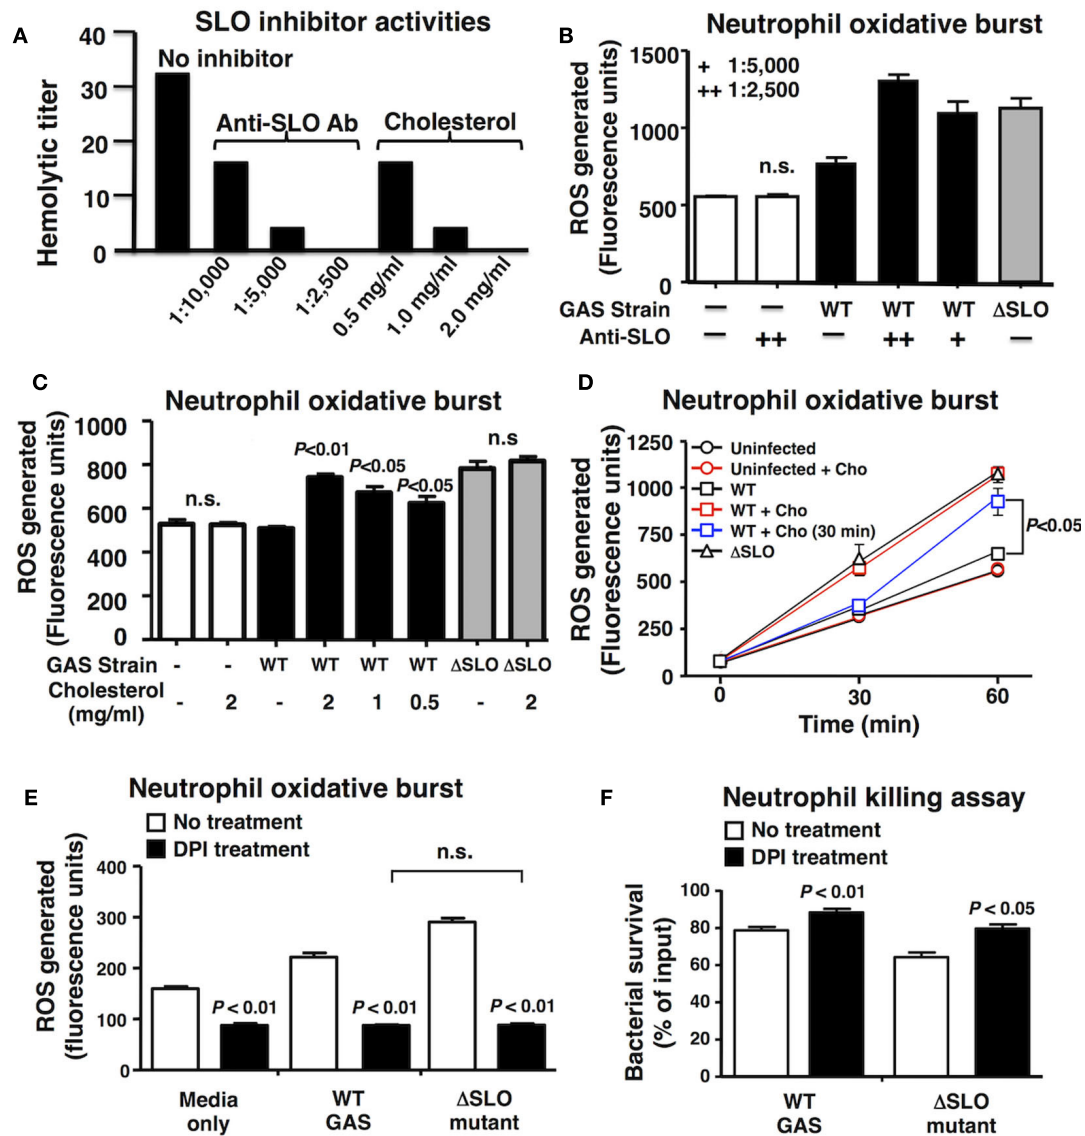 A
SLO inhibitor activities
Hemolytic titer
40
30
20
10
0
No inhibitor
Anti-SLO Ab
Cholesterol
1:10,000
1:5,000
1:2,500
0.5 mg/ml
1.0 mg/ml
2.0 mg/ml
B
Neutrophil oxidative burst
ROS generated
(Fluorescence units)
1500
1000
500
0
+ 1:5,000
++ 1:2,500
n.s.
GAS Strain — — WT WT WT ΔSLO
Anti-SLO — ++ — ++ + —
C
Neutrophil oxidative burst
ROS generated
(Fluorescence units)
1000
800
600
400
200
0
n.s.
P<0.01
P<0.05
P<0.05
n.s
GAS Strain - - WT WT WT WT ΔSLO ΔSLO
Cholesterol
(mg/ml) - 2 - 2 1 0.5 - 2
D
Neutrophil oxidative burst
ROS generated
(Fluorescence units)
1250
1000
750
500
250
0
Uninfected
Uninfected + Cho
WT
WT + Cho
WT + Cho (30 min)
ΔSLO
P<0.05
0 30 60
Time (min)
E
Neutrophil oxidative burst
No treatment
DPI treatment
ROS generated
(fluorescence units)
400
300
200
100
0
n.s.
P < 0.01
P < 0.01
P < 0.01
Media
only
WT
GAS
ΔSLO
mutant
F
Neutrophil killing assay
No treatment
DPI treatment
Bacterial survival
(% of input)
100
80
60
40
20
0
P < 0.01
P < 0.05
WT
GAS
ΔSLO
mutant